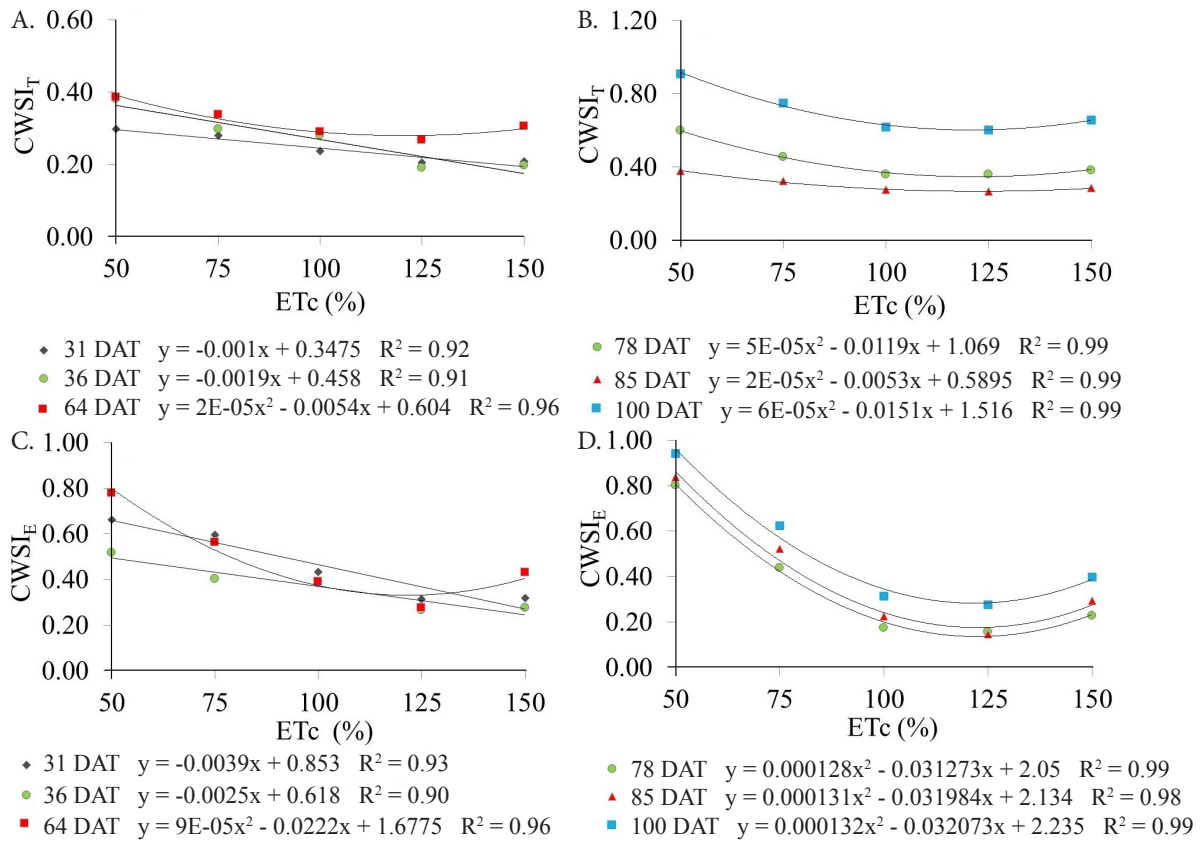 A.
0.60
0.40
0.20
0.00
CWSI_T
50 75 100 125 150
ETc (%)
31 DAT y = -0.001x + 0.3475 R² = 0.92
36 DAT y = -0.0019x + 0.458 R² = 0.91
64 DAT y = 2E-05x² - 0.0054x + 0.604 R² = 0.96
B.
1.20
0.80
0.40
0.00
CWSI_T
50 75 100 125 150
ETc (%)
78 DAT y = 5E-05x² - 0.0119x + 1.069 R² = 0.99
85 DAT y = 2E-05x² - 0.0053x + 0.5895 R² = 0.99
100 DAT y = 6E-05x² - 0.0151x + 1.516 R² = 0.99
C.
1.00
0.80
0.60
0.40
0.20
0.00
CWSI_E
50 75 100 125 150
ETc (%)
31 DAT y = -0.0039x + 0.853 R² = 0.93
36 DAT y = -0.0025x + 0.618 R² = 0.90
64 DAT y = 9E-05x² - 0.0222x + 1.6775 R² = 0.96
D.
1.00
0.80
0.60
0.40
0.20
0.00
CWSI_E
50 75 100 125 150
ETc (%)
78 DAT y = 0.000128x² - 0.031273x + 2.05 R² = 0.99
85 DAT y = 0.000131x² - 0.031984x + 2.134 R² = 0.98
100 DAT y = 0.000132x² - 0.032073x + 2.235 R² = 0.99